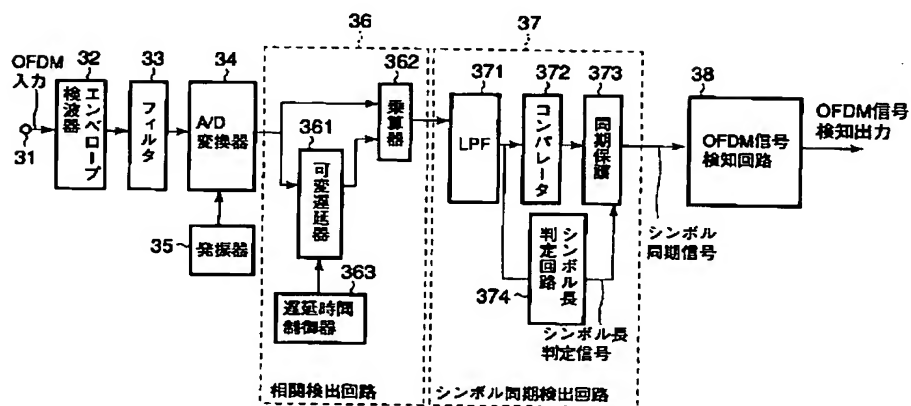 36
37
OFDM
入力
32
33
34
362
371
372
373
38
エンベロープ
検波器
フィルタ
A/D
変換器
361
可変遅延器
乗算器
LPF
コンパレータ
同期保護
OFDM信号
検知回路
OFDM信号
検知出力
31
35
発振器
363
遅延時間
制御器
374
シンボル長
判定回路
シンボル
同期信号
シンボル長
判定信号
相関検出回路
シンボル同期検出回路